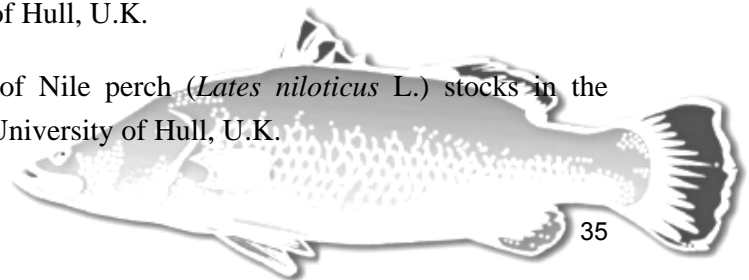 of Hull, U.K.
of Nile perch (Lates niloticus L.) stocks in the
University of Hull, U.K.
35